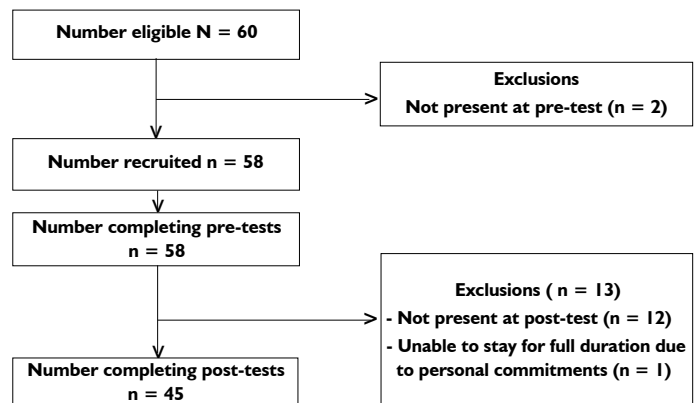 Number eligible N = 60
Exclusions
Not present at pre-test (n = 2)
Number recruited n = 58
Number completing pre-tests
n = 58
Exclusions ( n = 13)
- Not present at post-test (n = 12)
- Unable to stay for full duration due
to personal commitments (n = 1)
Number completing post-tests
n = 45